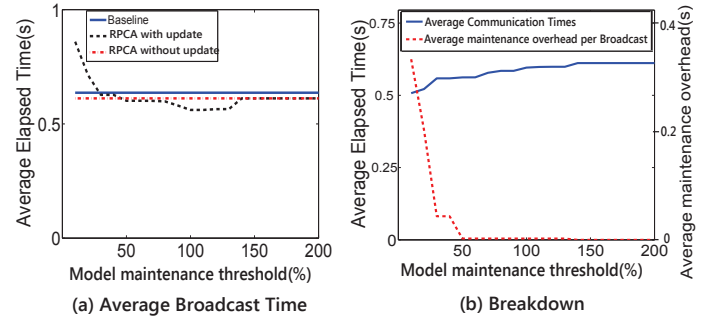 1
0.5
0
Average Elapsed Time(s)
Baseline
RPCA with update
RPCA without update
50
100
150
200
Model maintenance threshold(%)
(a) Average Broadcast Time
0.75
0.5
0.25
0
Average Elapsed Time(s)
Average Communication Times
Average maintenance overhead per Broadcast
0.4
0.2
0
Average maintenance overhead(s)
50
100
150
200
Model maintenance threshold(%)
(b) Breakdown